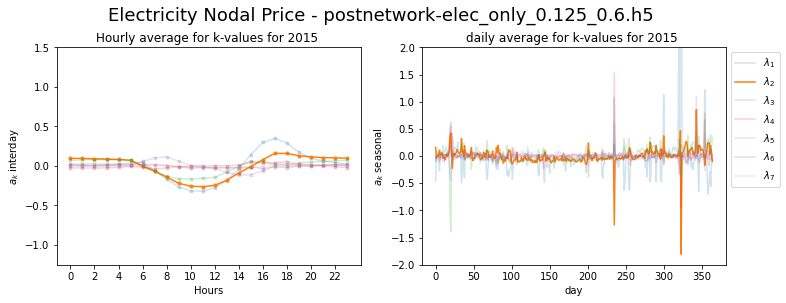 Electricity Nodal Price - postnetwork-elec_only_0.125_0.6.h5
Hourly average for k-values for 2015
1.5
1.0
0.5
0.0
−0.5
−1.0
a_k interday
0 2 4 6 8 10 12 14 16 18 20 22
Hours
daily average for k-values for 2015
2.0
1.5
1.0
0.5
0.0
−0.5
−1.0
−1.5
−2.0
a_k seasonal
0 50 100 150 200 250 300 350
day
λ₁
λ₂
λ₃
λ₄
λ₅
λ₆
λ₇